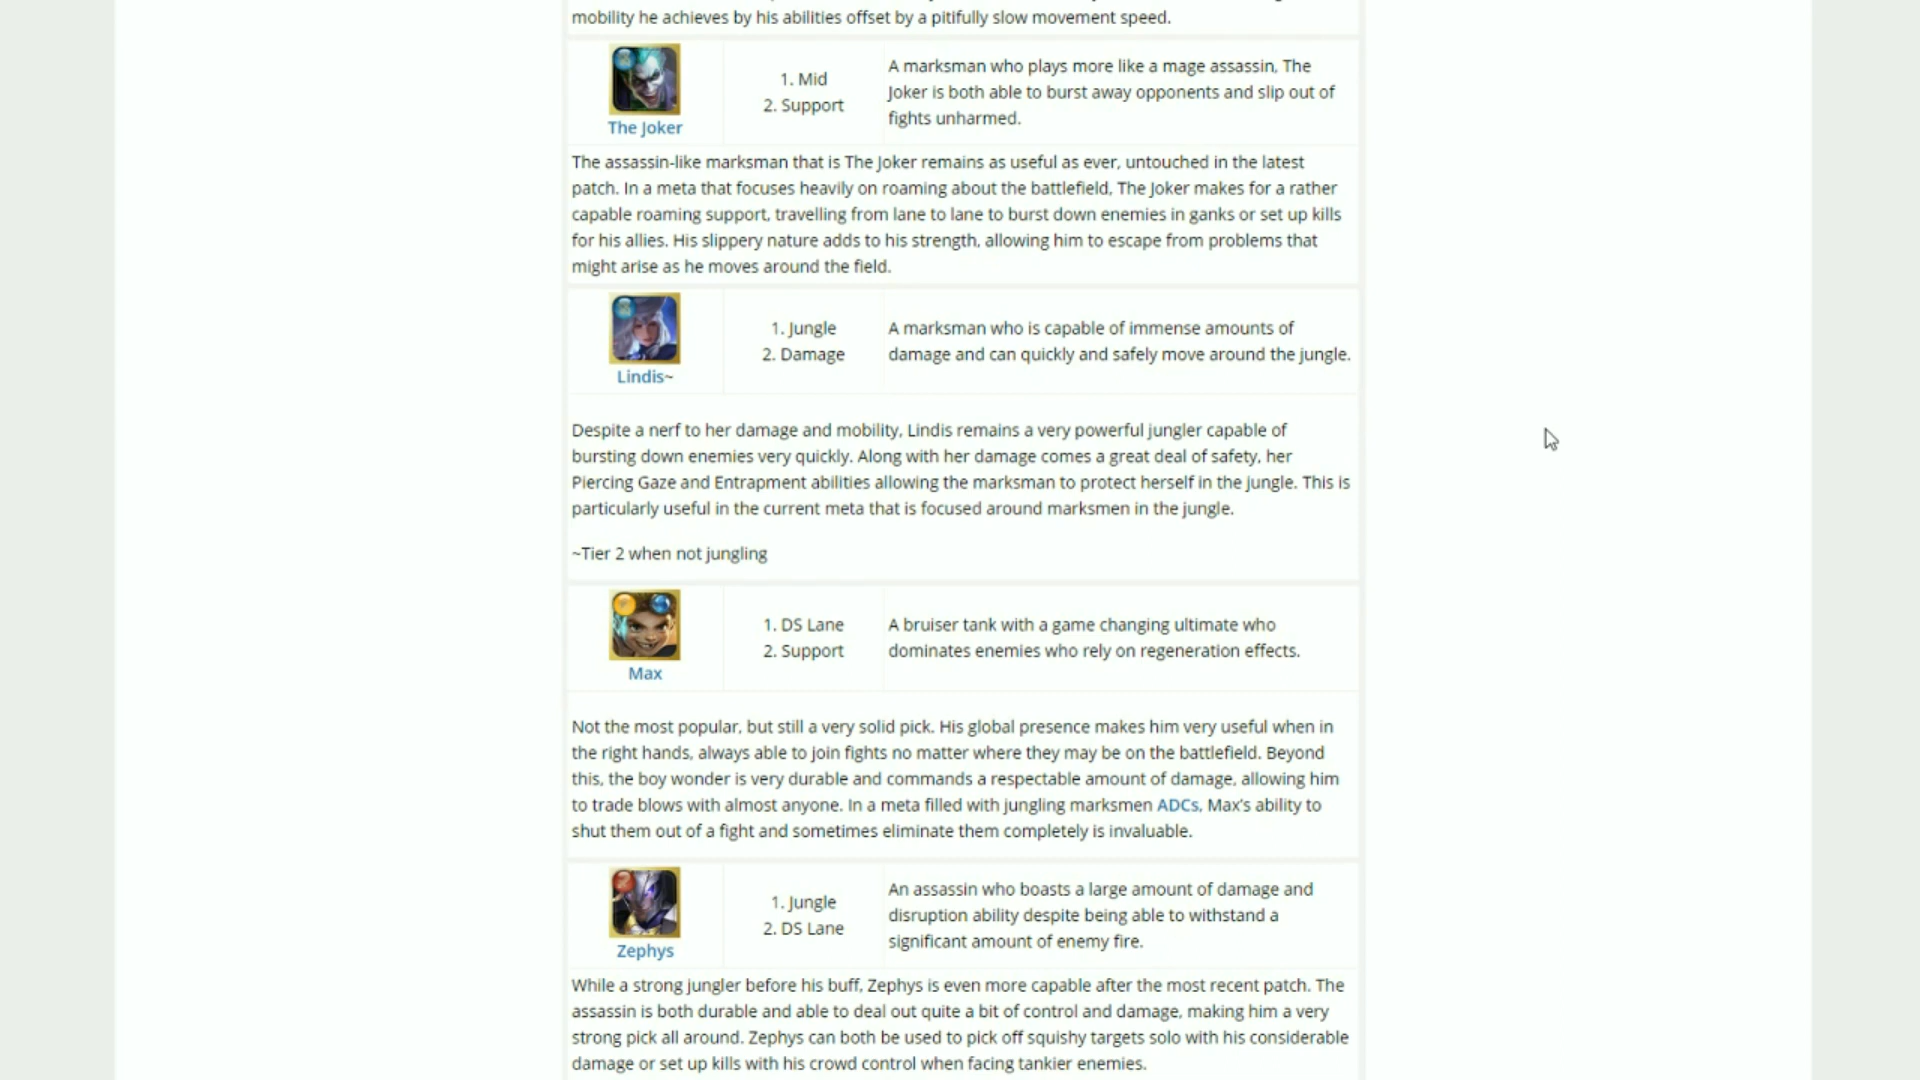 mobility he achieves by his abilities offset by a pitifully slow movement speed.
The Joker
1. Mid
2. Support
A marksman who plays more like a mage assassin, The
Joker is both able to burst away opponents and slip out of
fights unharmed.
The assassin-like marksman that is The Joker remains as useful as ever, untouched in the latest
patch. In a meta that focuses heavily on roaming about the battlefield, The Joker makes for a rather
capable roaming support, travelling from lane to lane to burst down enemies in ganks or set up kills
for his allies. His slippery nature adds to his strength, allowing him to escape from problems that
might arise as he moves around the field.
Lindis~
1. Jungle
2. Damage
A marksman who is capable of immense amounts of
damage and can quickly and safely move around the jungle.
Despite a nerf to her damage and mobility, Lindis remains a very powerful jungler capable of
bursting down enemies very quickly. Along with her damage comes a great deal of safety, her
Piercing Gaze and Entrapment abilities allowing the marksman to protect herself in the jungle. This is
particularly useful in the current meta that is focused around marksmen in the jungle.
~Tier 2 when not jungling
Max
1. DS Lane
2. Support
A bruiser tank with a game changing ultimate who
dominates enemies who rely on regeneration effects.
Not the most popular, but still a very solid pick. His global presence makes him very useful when in
the right hands, always able to join fights no matter where they may be on the battlefield. Beyond
this, the boy wonder is very durable and commands a respectable amount of damage, allowing him
to trade blows with almost anyone. In a meta filled with jungling marksmen ADCs, Max's ability to
shut them out of a fight and sometimes eliminate them completely is invaluable.
Zephys
1. Jungle
2. DS Lane
An assassin who boasts a large amount of damage and
disruption ability despite being able to withstand a
significant amount of enemy fire.
While a strong jungler before his buff, Zephys is even more capable after the most recent patch. The
assassin is both durable and able to deal out quite a bit of control and damage, making him a very
strong pick all around. Zephys can both be used to pick off squishy targets solo with his considerable
damage or set up kills with his crowd control when facing tankier enemies.